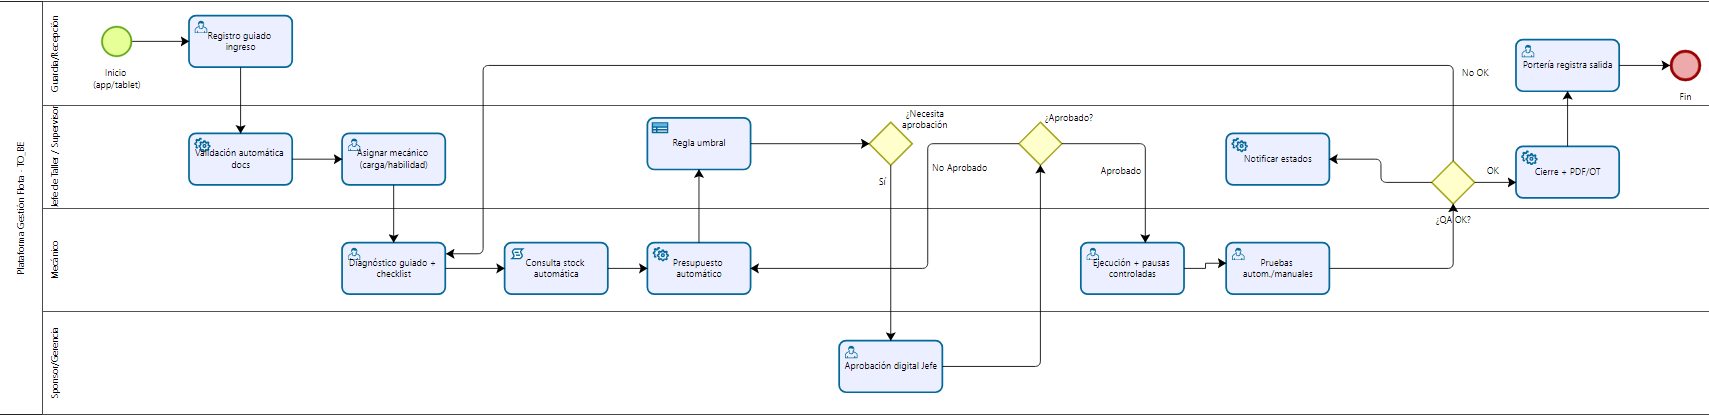 Plataforma Gestión Flota - TO_BE
Guardia/Recepción
Inicio
(app/tablet)
Registro guiado
ingreso
No OK
Portería registra salida
Fin
Jefe de Taller / Supervisor
Validación automática
docs
Asignar mecánico
(carga/habilidad)
Regla umbral
¿Necesita
aprobación
Sí
¿Aprobado?
No Aprobado
Aprobado
Notificar estados
OK
Cierre + PDF/OT
¿QA OK?
Mecánico
Diagnóstico guiado +
checklist
Consulta stock
automática
Presupuesto
automático
Ejecución + pausas
controladas
Pruebas
autom./manuales
Sponsor/Gerencia
Aprobación digital Jefe